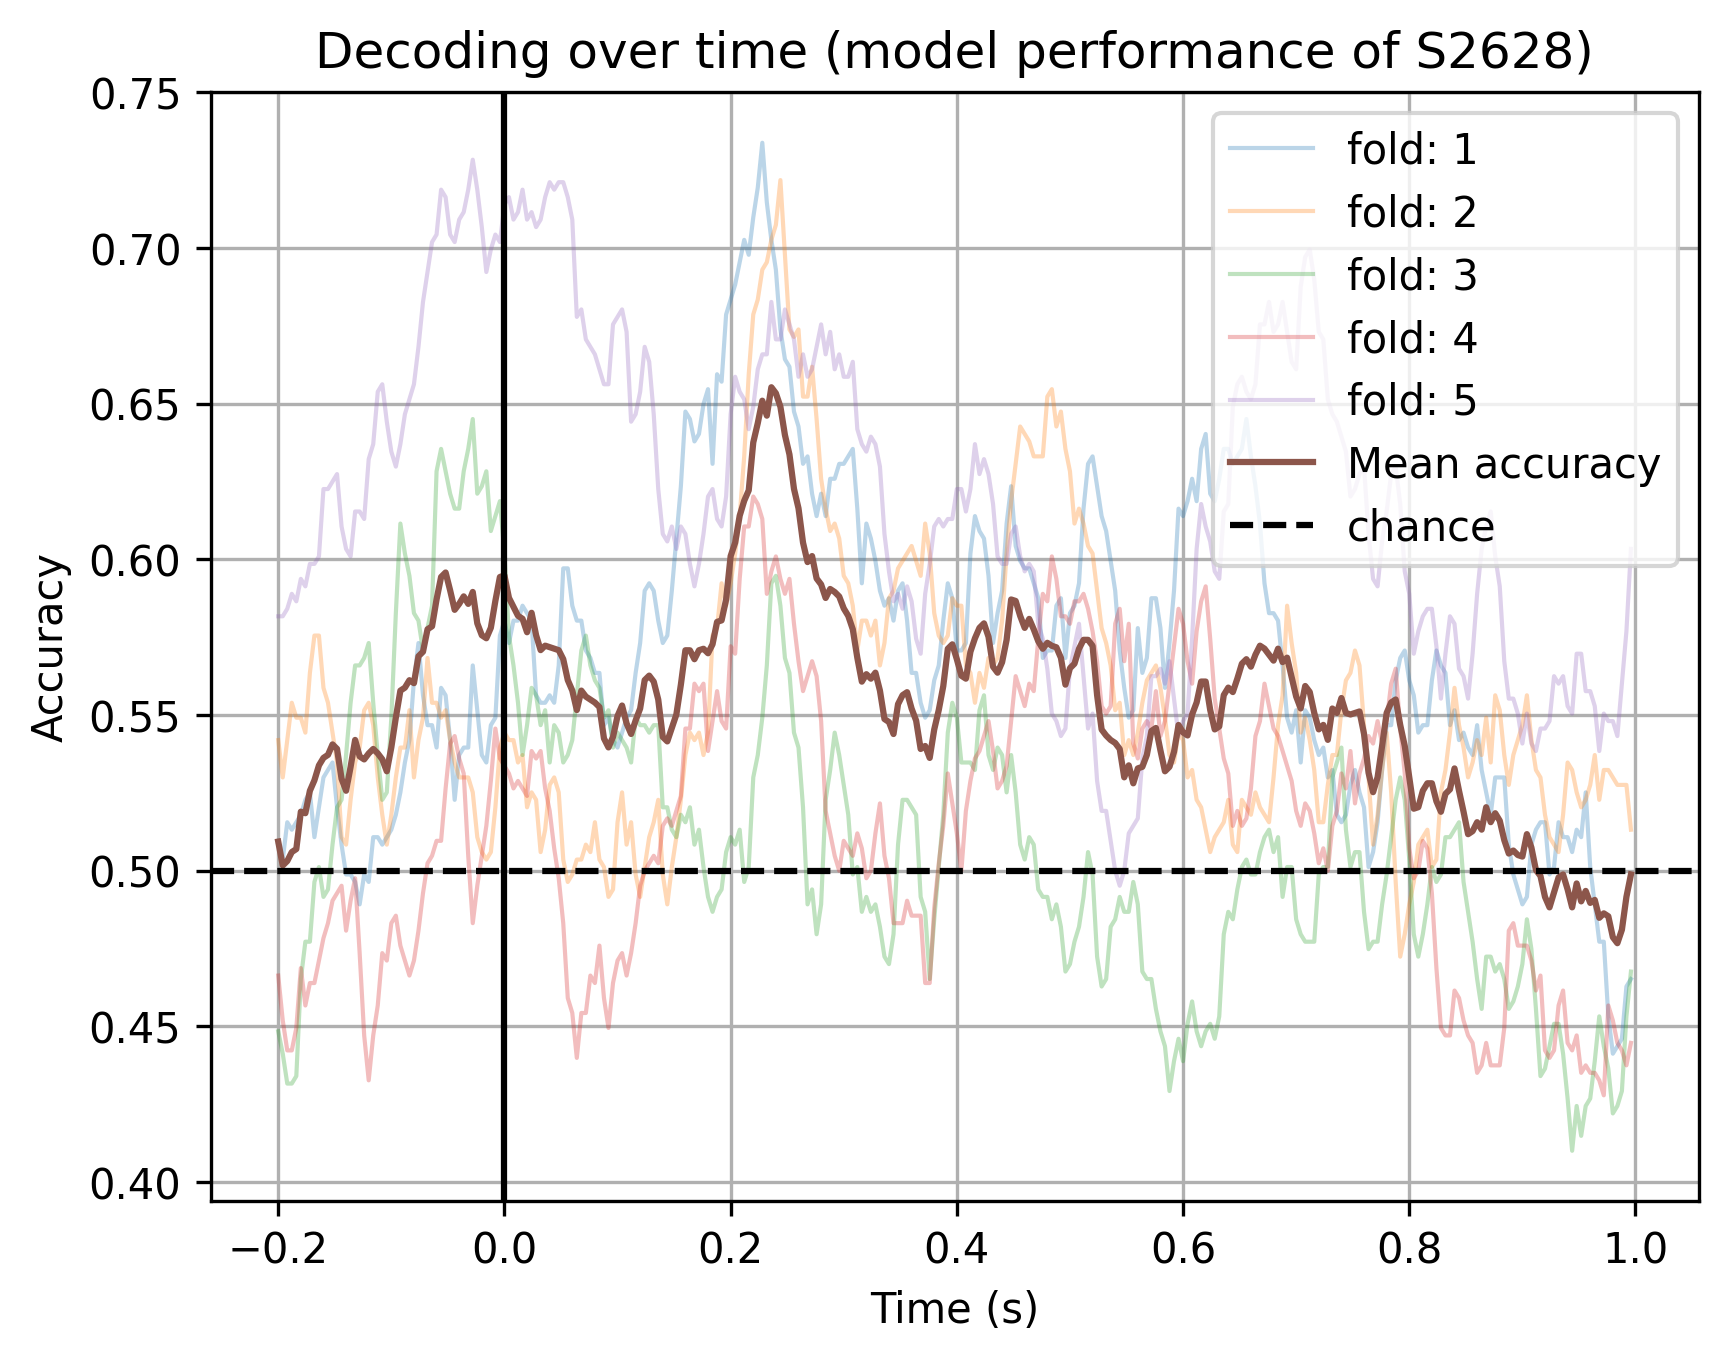 Decoding over time (model performance of S2628)
0.75
0.70
0.65
0.60
0.55
0.50
0.45
0.40
Accuracy
fold: 1
fold: 2
fold: 3
fold: 4
fold: 5
Mean accuracy
chance
−0.2 0.0 0.2 0.4 0.6 0.8 1.0
Time (s)